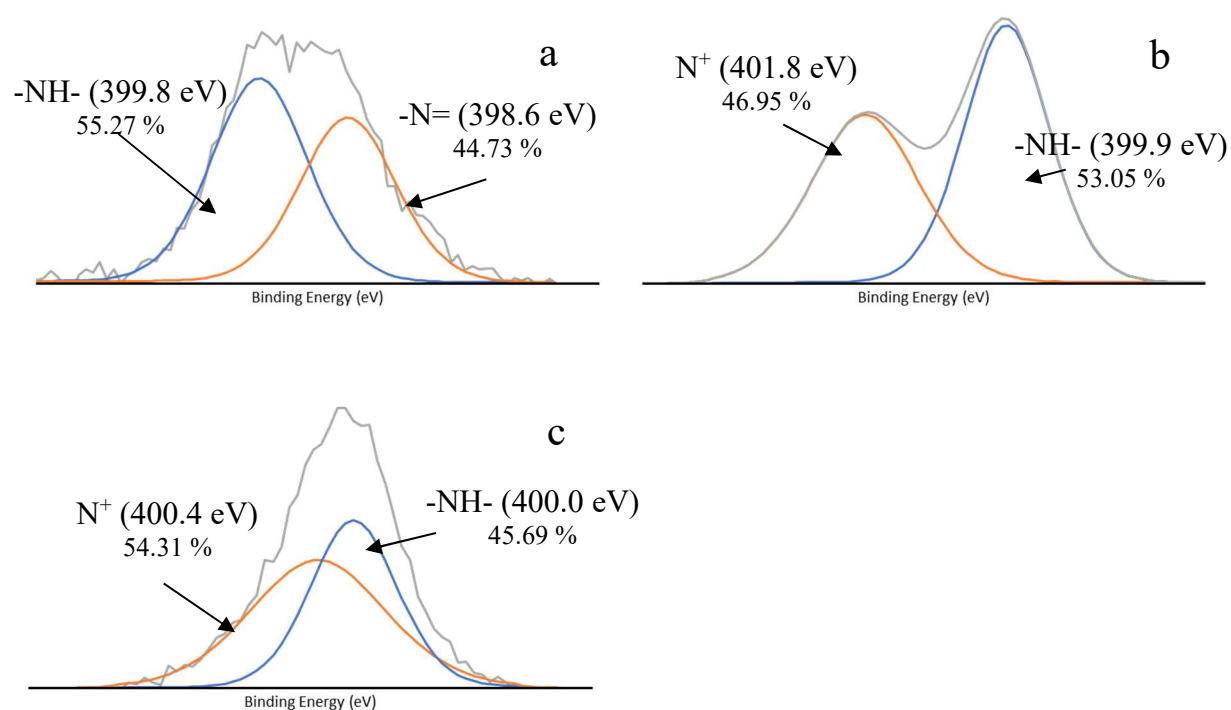 a
-NH- (399.8 eV)
55.27 %
-N= (398.6 eV)
44.73 %
Binding Energy (eV)
b
N⁺ (401.8 eV)
46.95 %
-NH- (399.9 eV)
53.05 %
Binding Energy (eV)
c
N⁺ (400.4 eV)
54.31 %
-NH- (400.0 eV)
45.69 %
Binding Energy (eV)